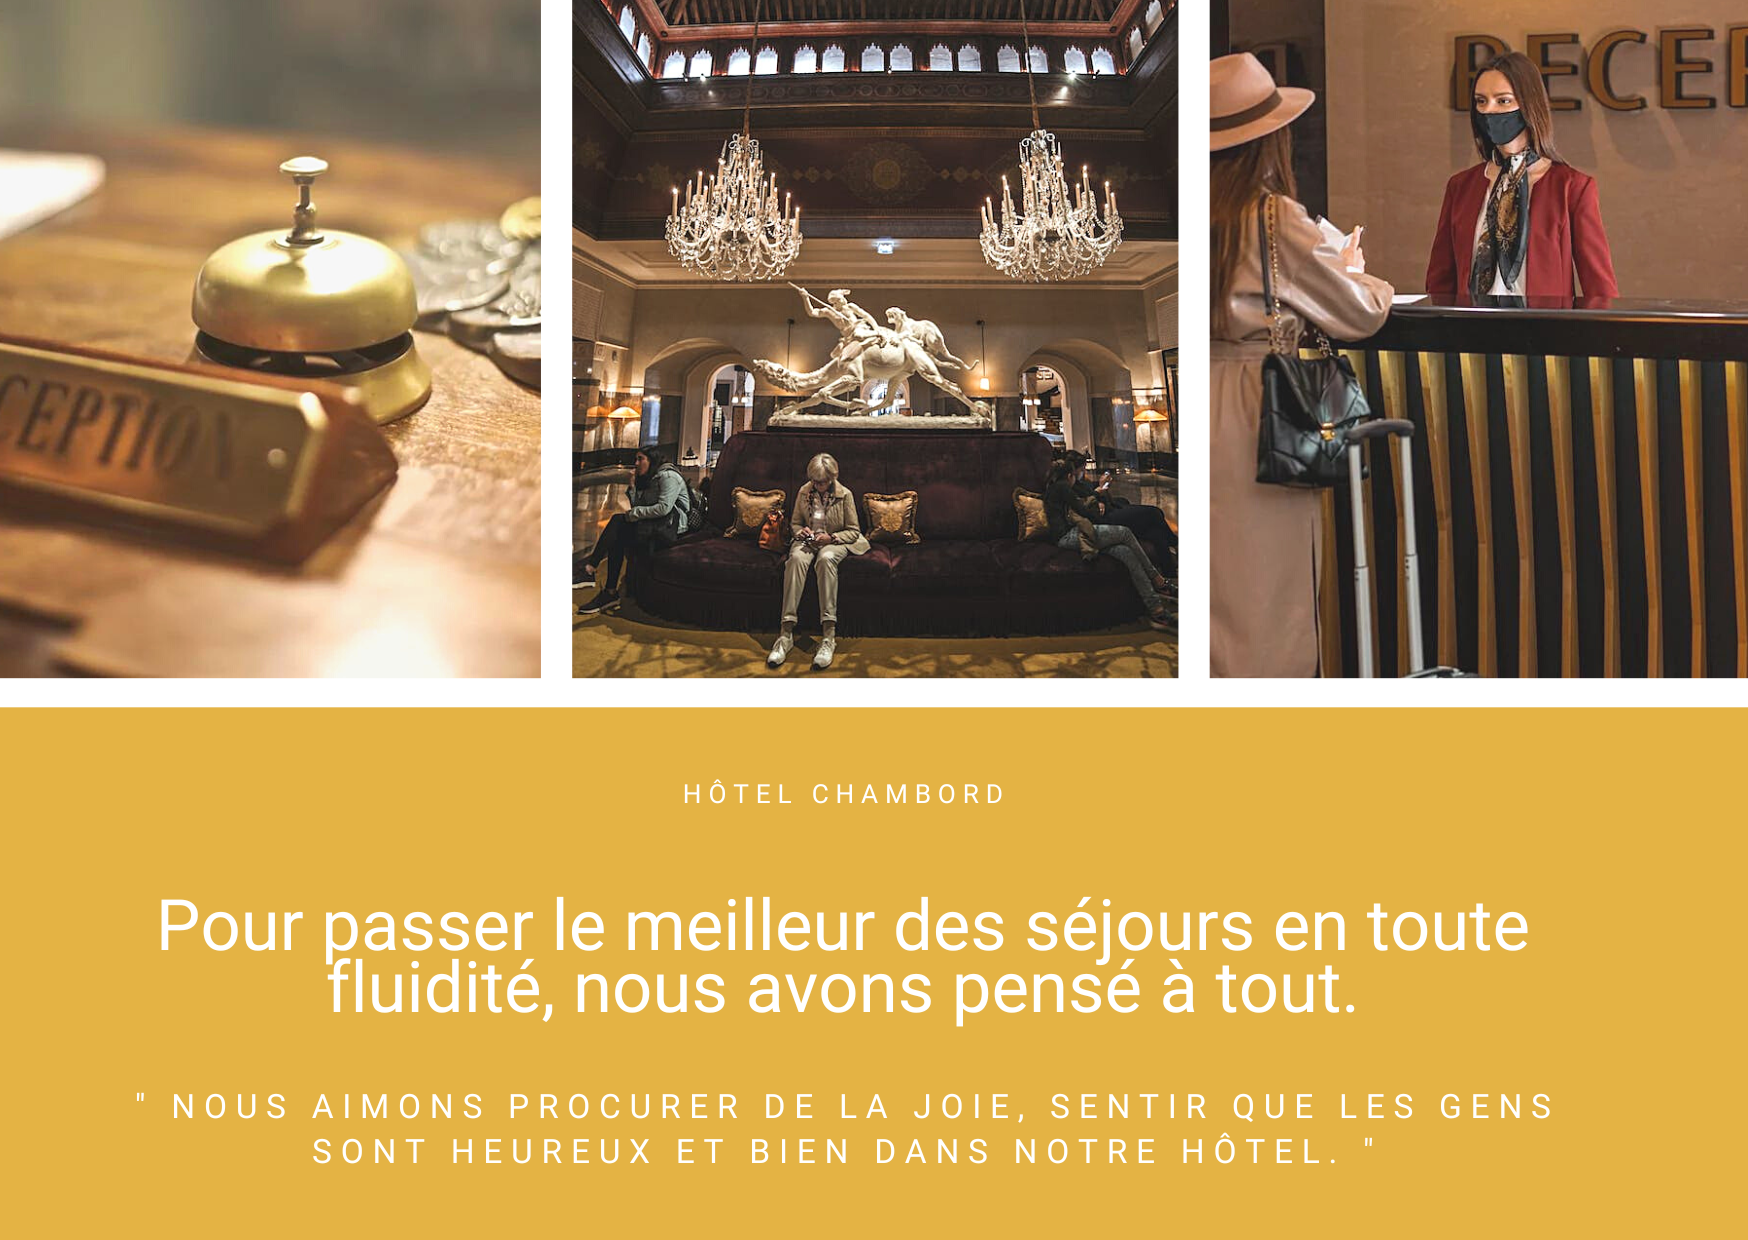 CEPTION
RECEP
HÔTEL CHAMBORD
Pour passer le meilleur des séjours en toute
fluidité, nous avons pensé à tout.
" NOUS AIMONS PROCURER DE LA JOIE, SENTIR QUE LES GENS
SONT HEUREUX ET BIEN DANS NOTRE HÔTEL. "